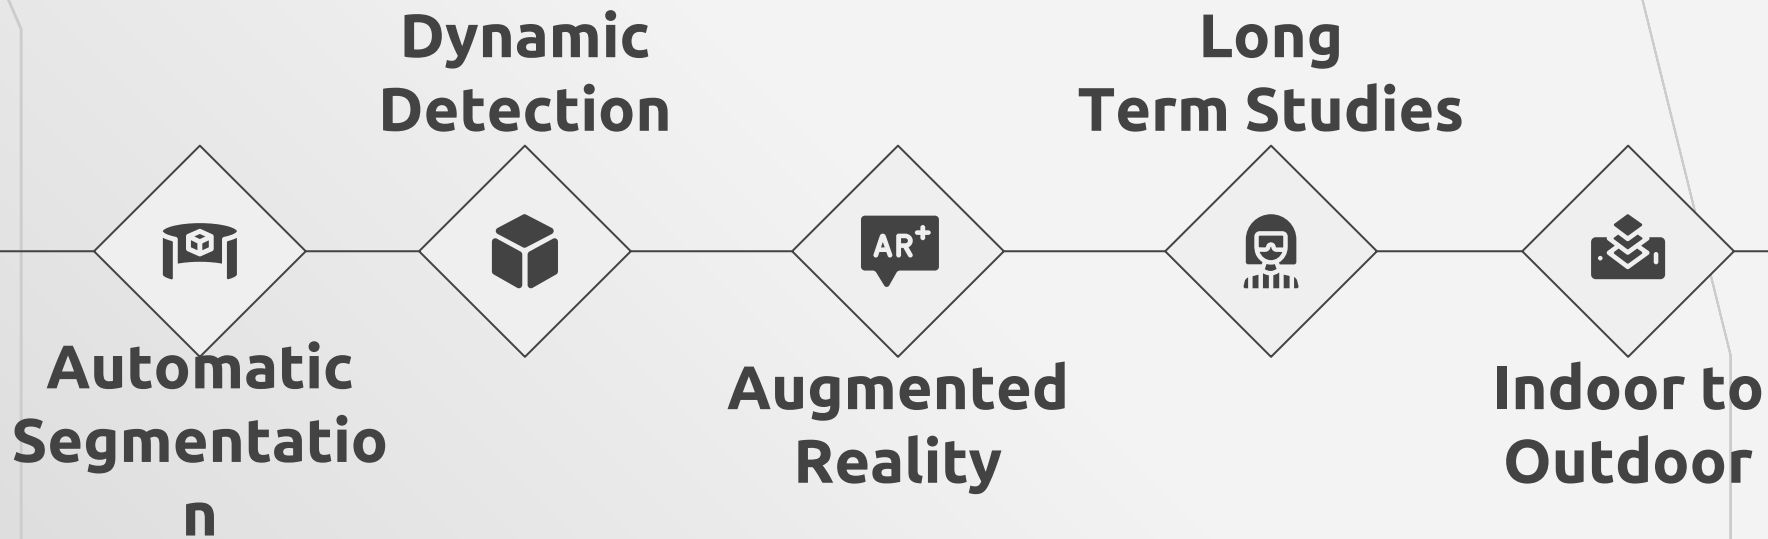 Automatic
Segmentatio
n
Dynamic
Detection
AR+
Augmented
Reality
Long
Term Studies
Indoor to
Outdoor